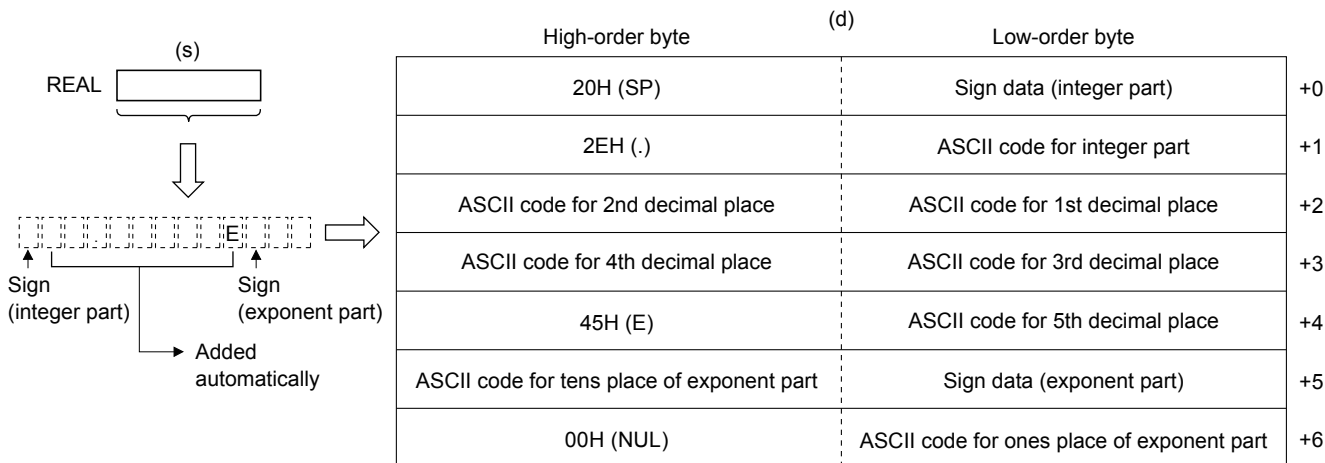 (d)
High-order byte Low-order byte
(s)
REAL
20H (SP) Sign data (integer part) +0
2EH (.) ASCII code for integer part +1
ASCII code for 2nd decimal place ASCII code for 1st decimal place +2
. E
ASCII code for 4th decimal place ASCII code for 3rd decimal place +3
Sign
(integer part)
Sign
(exponent part)
45H (E) ASCII code for 5th decimal place +4
Added
automatically
ASCII code for tens place of exponent part Sign data (exponent part) +5
00H (NUL) ASCII code for ones place of exponent part +6